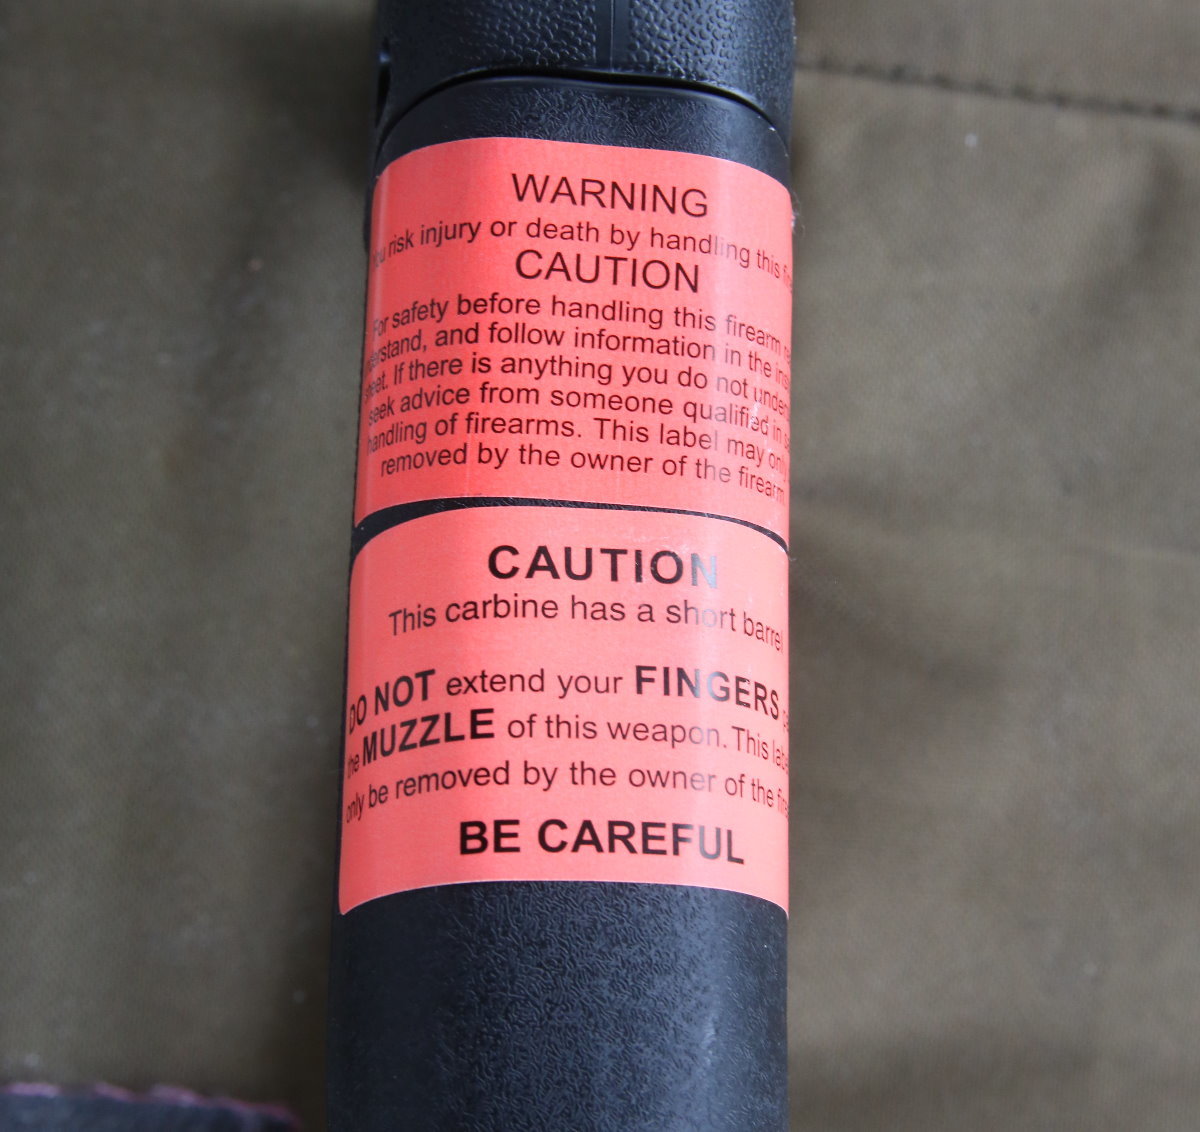 WARNING
risk injury or death by handling this
CAUTION
For safety before handling this firearm
and follow information in the
If there is anything you do not
seek advice from someone qualified in
handling of firearms. This label may only
removed by the owner of the firearm
CAUTION
This carbine has a short barrel
DO NOT extend your FINGERS
the MUZZLE of this weapon. This
only be removed by the owner of the
BE CAREFUL